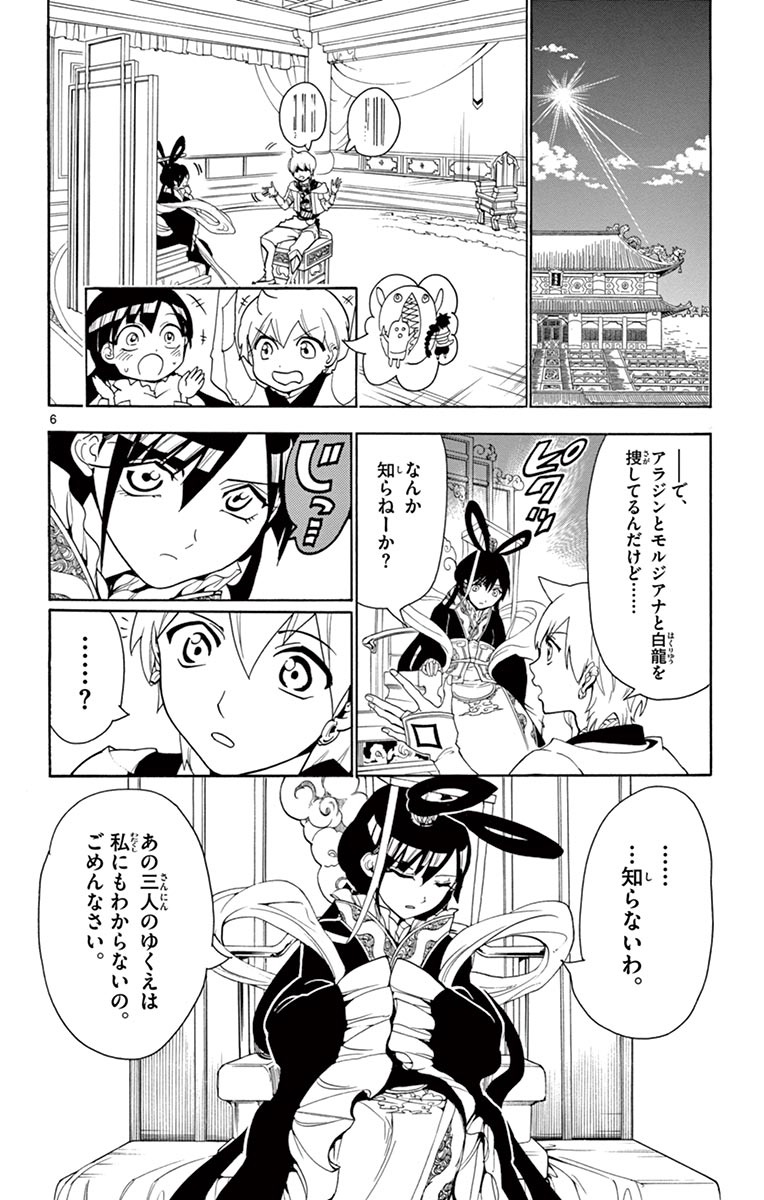 6
――で、
アラジンとモルジアナと白龍を
捜してるんだけど……
ピクッ
なんか
知らねーか?
じっ…
……?
……
…知らないわ。
あの三人のゆくえは
私にもわからないの。
ごめんなさい。